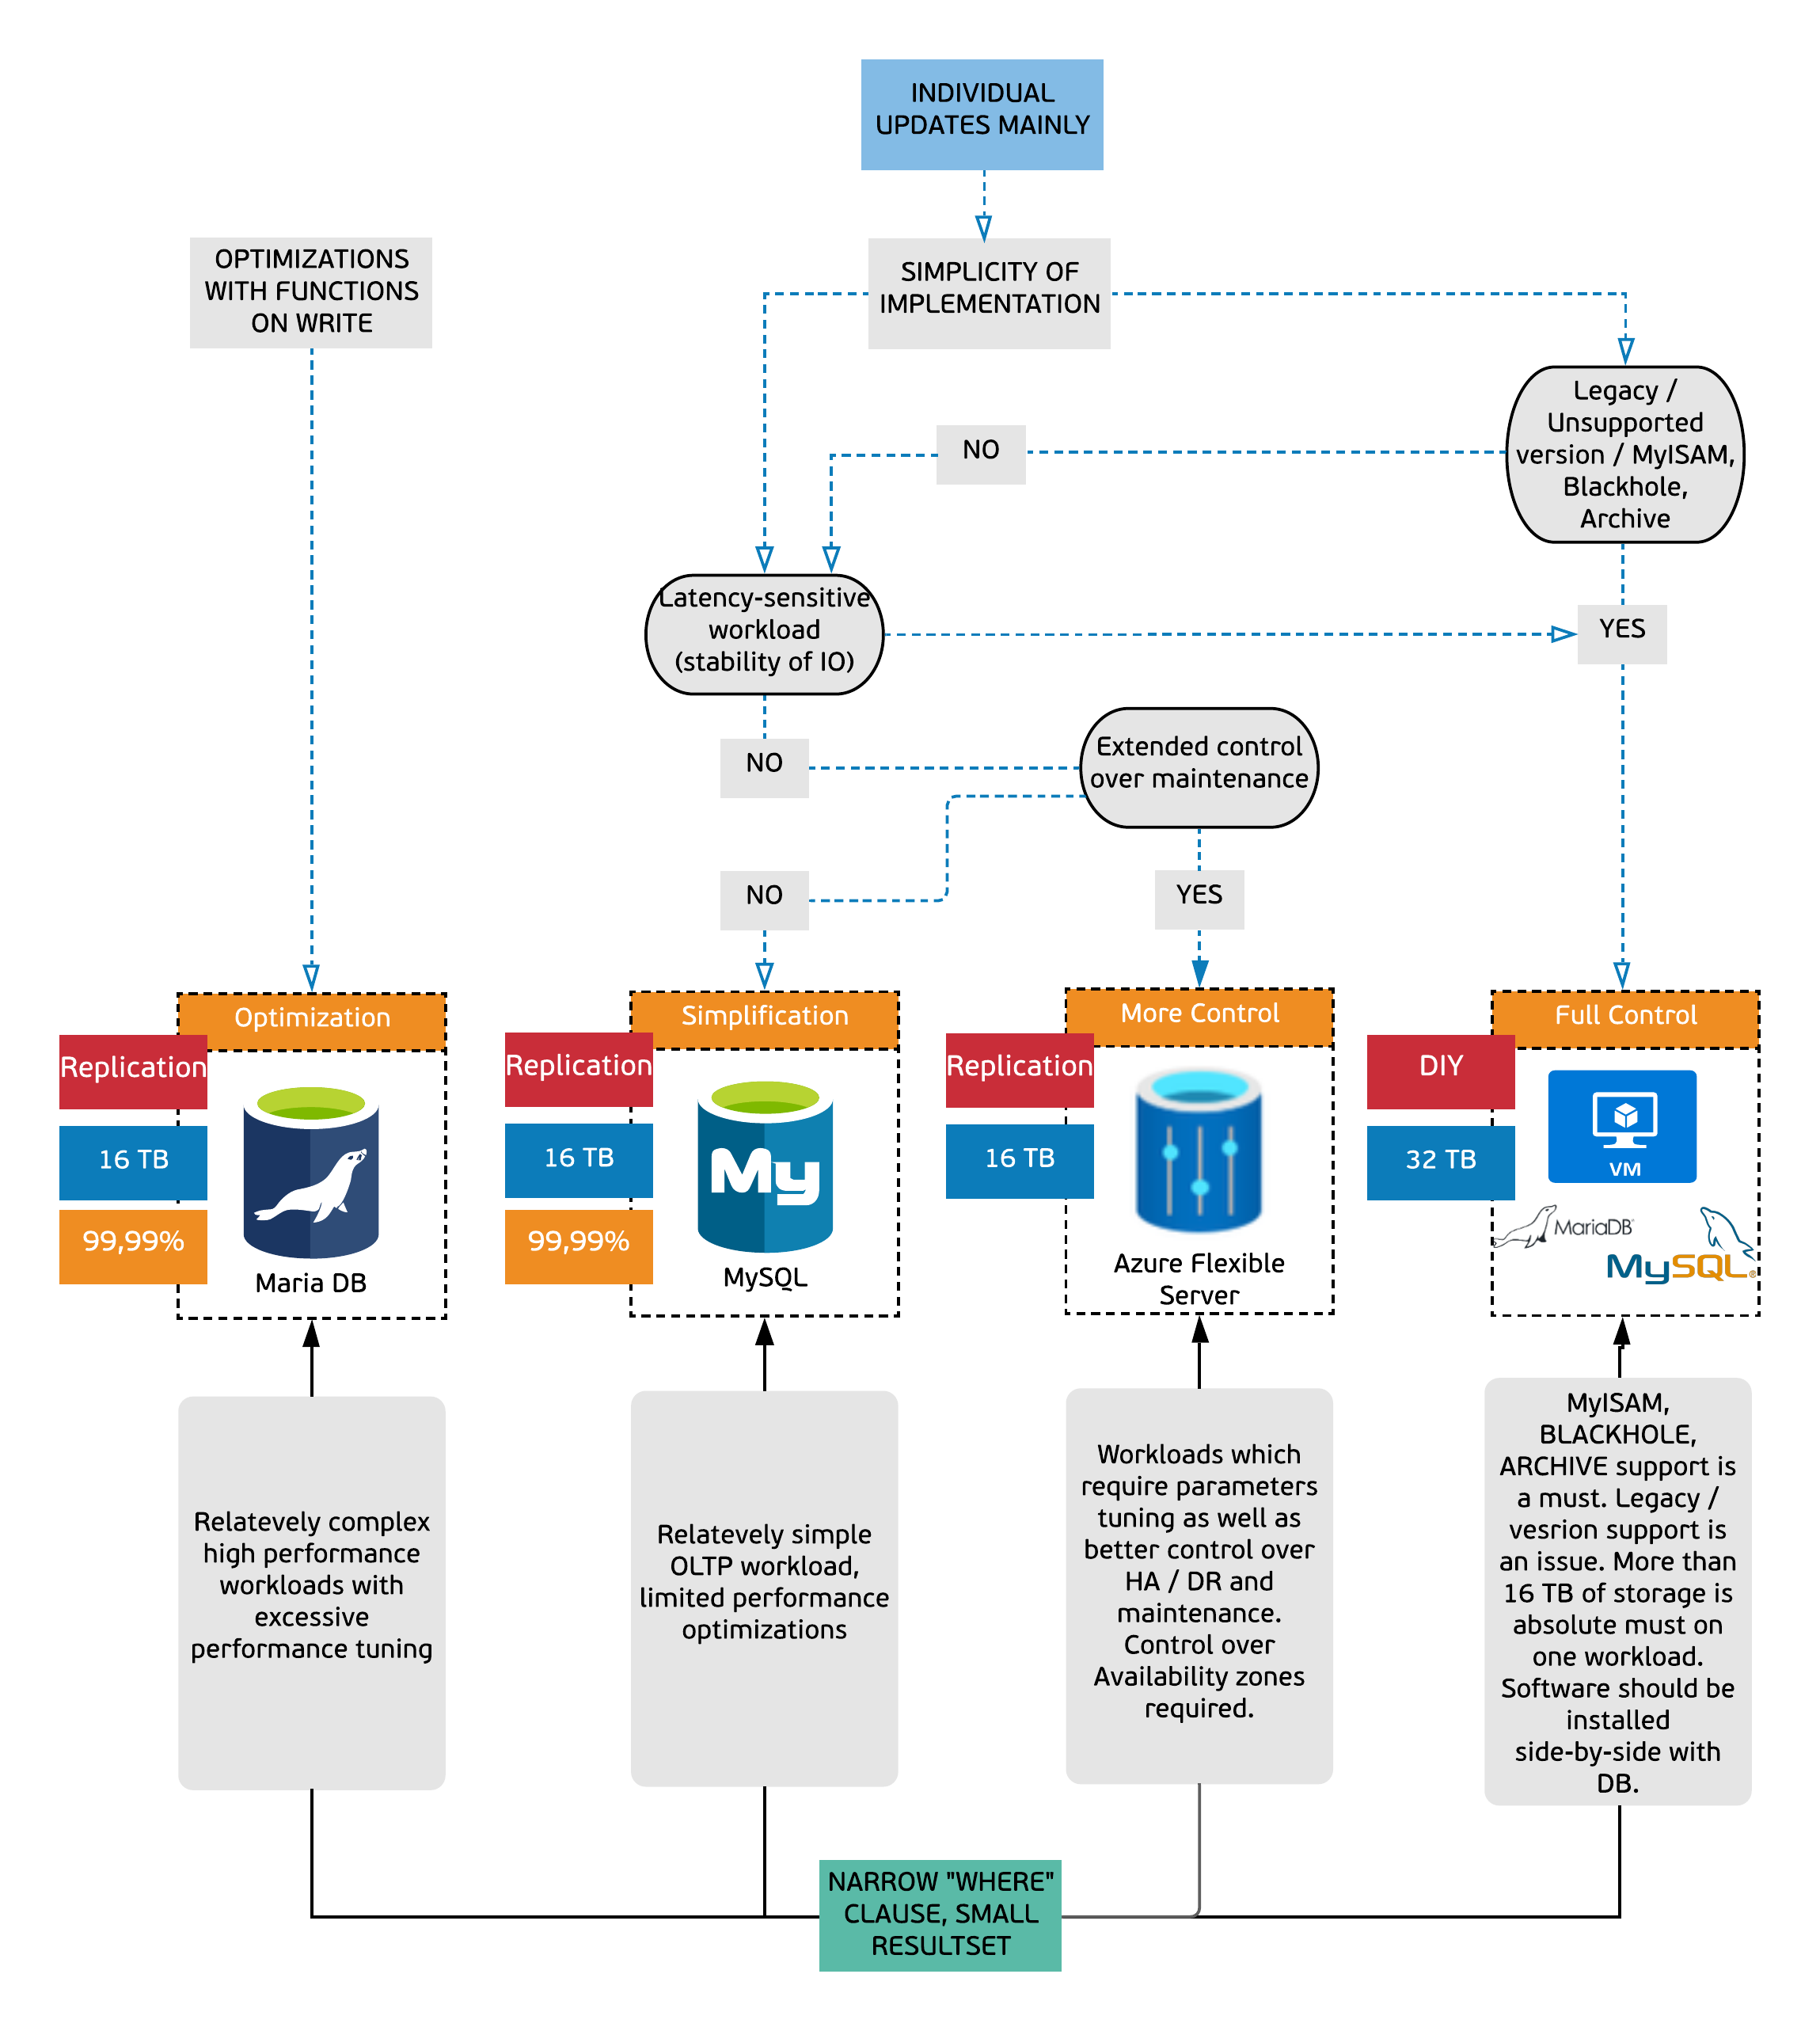 INDIVIDUAL
UPDATES MAINLY
OPTIMIZATIONS
WITH FUNCTIONS
ON WRITE
SIMPLICITY OF
IMPLEMENTATION
Legacy /
Unsupported
version / MyISAM,
Blackhole,
Archive
NO
Latency-sensitive
workload
(stability of IO)
YES
NO
Extended control
over maintenance
NO
YES
Optimization
Replication
16 TB
99,99%
Maria DB
Simplification
Replication
16 TB
99,99%
My
MySQL
More Control
Replication
16 TB
Azure Flexible
Server
Full Control
DIY
32 TB
VM
MariaDB
MySQL®
Relatevely complex
high performance
workloads with
excessive
performance tuning
Relatevely simple
OLTP workload,
limited performance
optimizations
Workloads which
require parameters
tuning as well as
better control over
HA / DR and
maintenance.
Control over
Availability zones
required.
MyISAM,
BLACKHOLE,
ARCHIVE support is
a must. Legacy /
vesrion support is
an issue. More than
16 TB of storage is
absolute must on
one workload.
Software should be
installed
side-by-side with
DB.
NARROW "WHERE"
CLAUSE, SMALL
RESULTSET